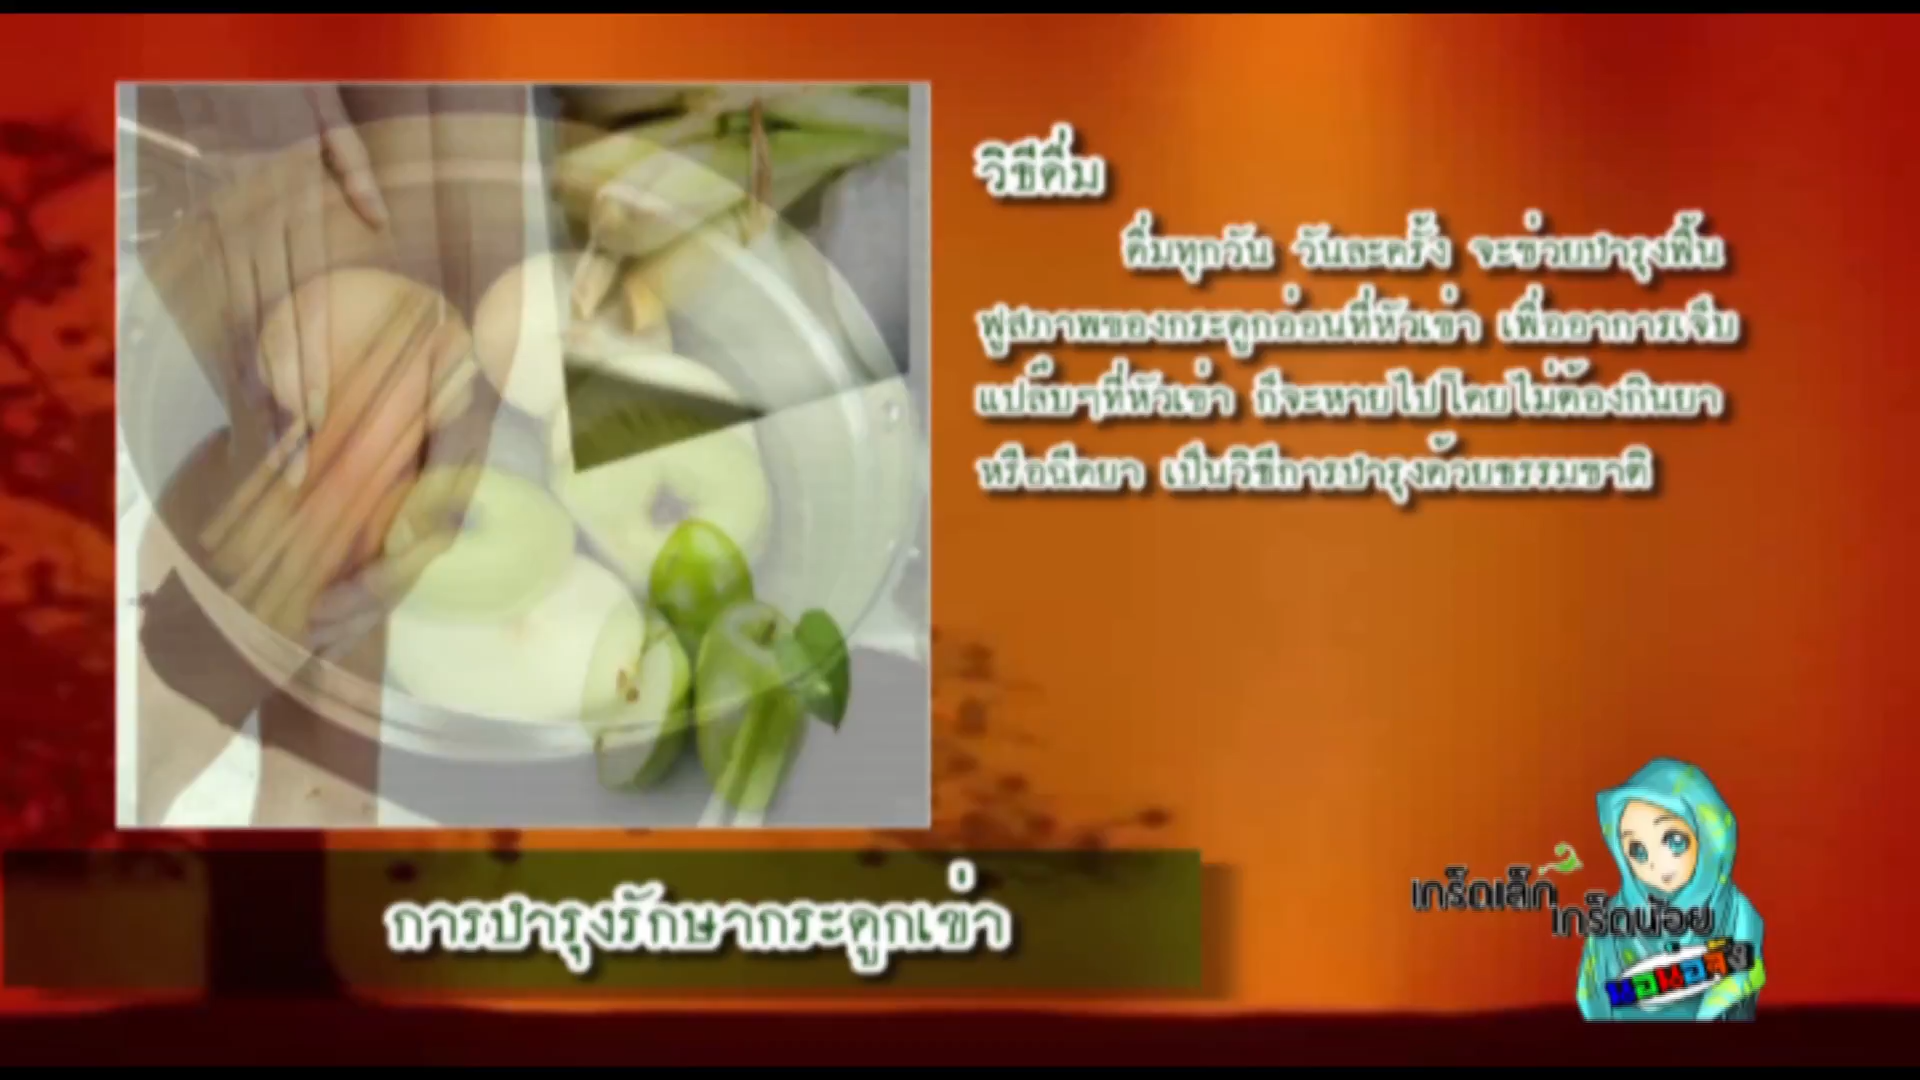 วิธีดื่ม
ดื่มทุกวัน วันละครั้ง จะช่วยบำรุงฟื้น
ฟูสภาพของกระดูกอ่อนที่หัวเข่า เพื่ออาการเจ็บ
แปล๊บๆที่หัวเข่า ก็จะหายไปโดยไม่ต้องกินยา
หรือฉีดยา เป็นวิธีการบำรุงด้วยธรรมชาติ
การบำรุงรักษากระดูกเข่า
เกร็ดเล็ก
เกร็ดน้อย